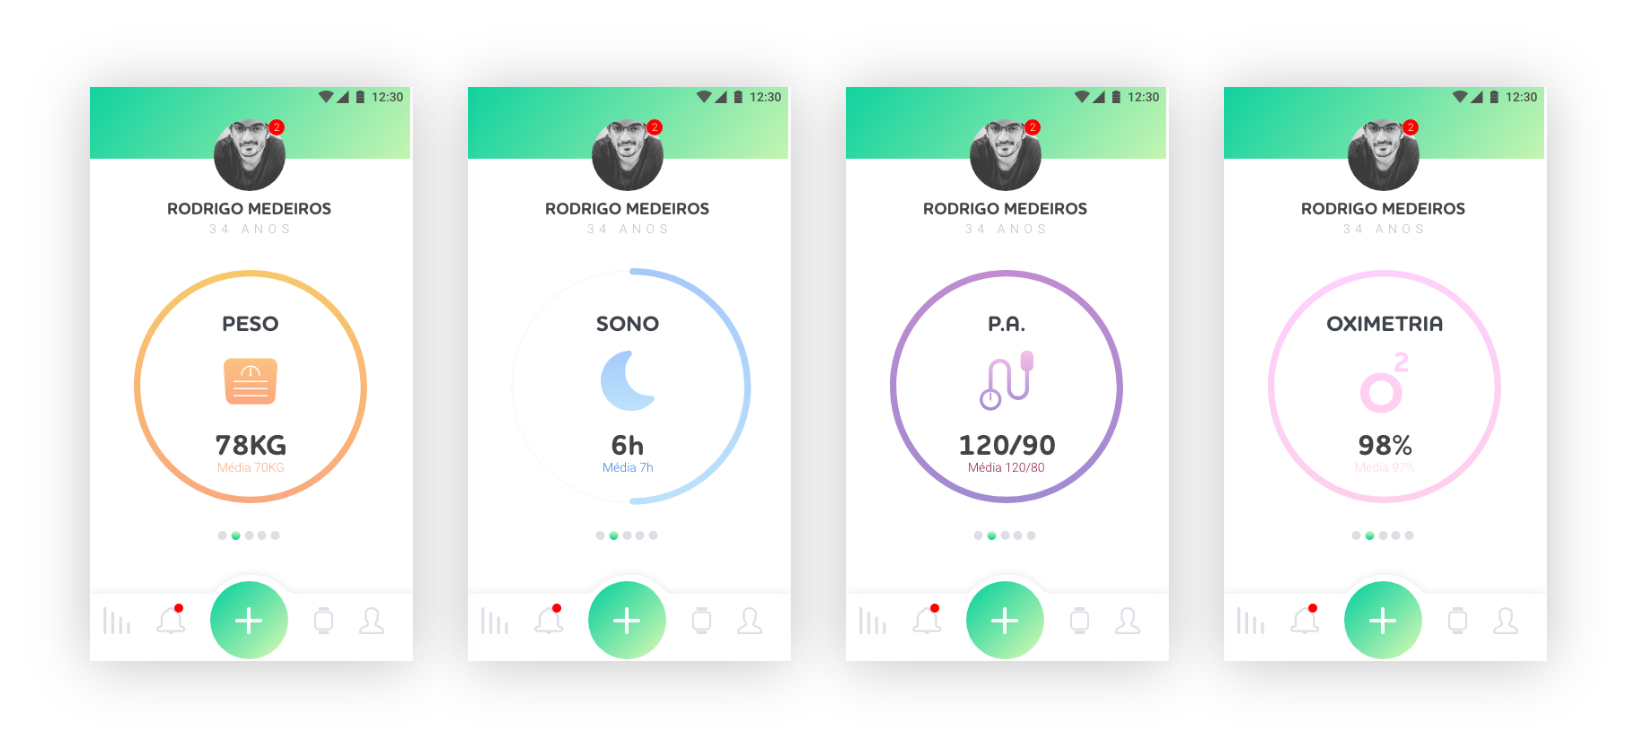 12:30
2
RODRIGO MEDEIROS
34 ANOS
PESO
78KG
Média 70KG
12:30
2
RODRIGO MEDEIROS
34 ANOS
SONO
6h
Média 7h
12:30
2
RODRIGO MEDEIROS
34 ANOS
P.A.
120/90
Média 120/80
12:30
2
RODRIGO MEDEIROS
34 ANOS
OXIMETRIA
O2
98%
Média 97%